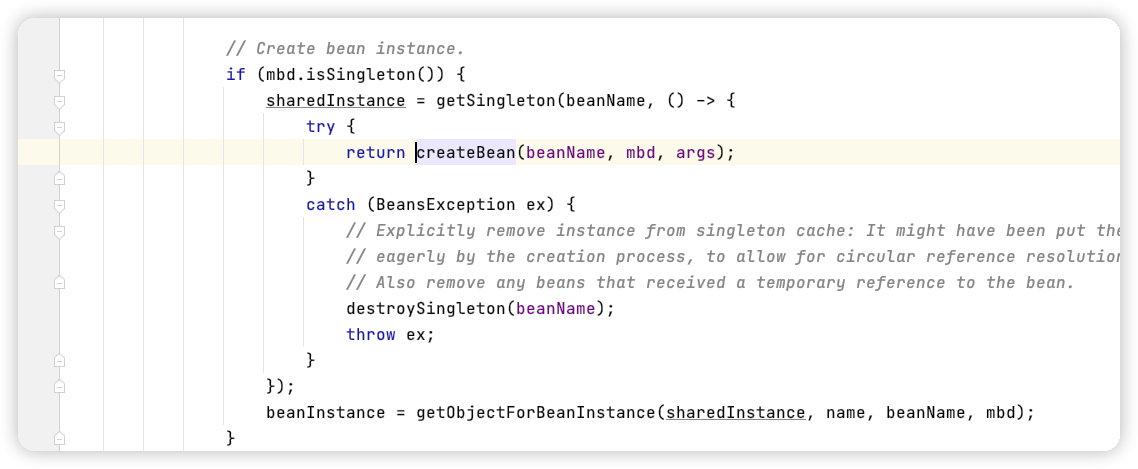 // Create bean instance.
if (mbd.isSingleton()) {
sharedInstance = getSingleton(beanName, () -> {
try {
return createBean(beanName, mbd, args);
}
catch (BeansException ex) {
// Explicitly remove instance from singleton cache: It might have been put the
// eagerly by the creation process, to allow for circular reference resolution
// Also remove any beans that received a temporary reference to the bean.
destroySingleton(beanName);
throw ex;
}
});
beanInstance = getObjectForBeanInstance(sharedInstance, name, beanName, mbd);
}